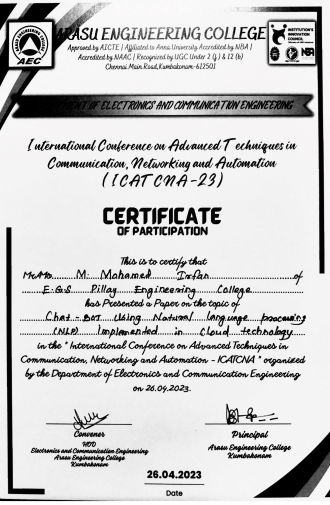 ARASU ENGINEERING COLLEGE
Approved by AICTE | Affiliated to Anna University Accredited by NBA |
Accredited by NAAC | Recognized by UGC Under 2 (f) & 12 (b)
Chennai Main Road, Kumbakonam-612501
AEC
INSTITUTION'S
INNOVATION
COUNCIL
OF ELECTRONICS AND COMMUNICATION ENGINEERING
International Conference on Advanced Techniques in
Communication, Networking and Automation
(ICATCNA-23)
CERTIFICATE
OF PARTICIPATION
This is to certify that
M. Mohamed Irfan of
E.G.S Pillay Engineering College
has Presented a Paper on the topic of
Chat-BOT Using Natural language processing
(NLP) Implemented in Cloud technology
in the " International Conference on Advanced Techniques in
Communication, Networking and Automation - ICATCNA " organized
by the Department of Electronics and Communication Engineering
on 26.04.2023.
Convener
HOD
Electronics and Communication Engineering
Arasu Engineering College
Kumbakonam
Principal
Arasu Engineering College
Kumbakonam
26.04.2023
Date